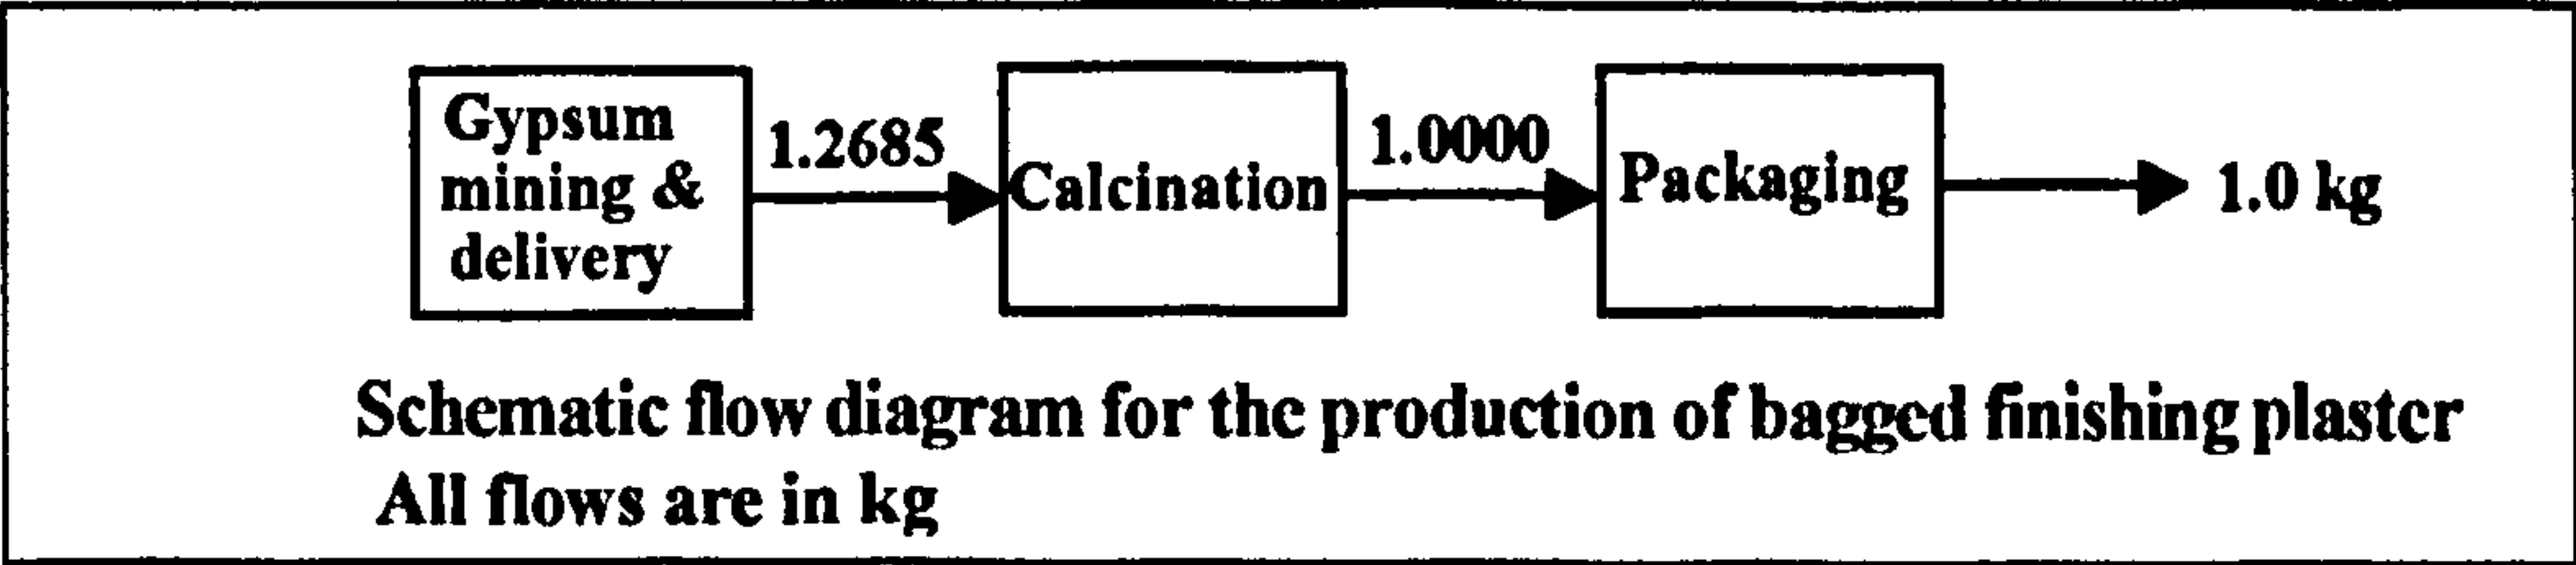 Gypsum
mining &
delivery
1.2685
Calcination
1.0000
Packaging
1.0 kg
Schematic flow diagram for the production of bagged finishing plaster
All flows are in kg